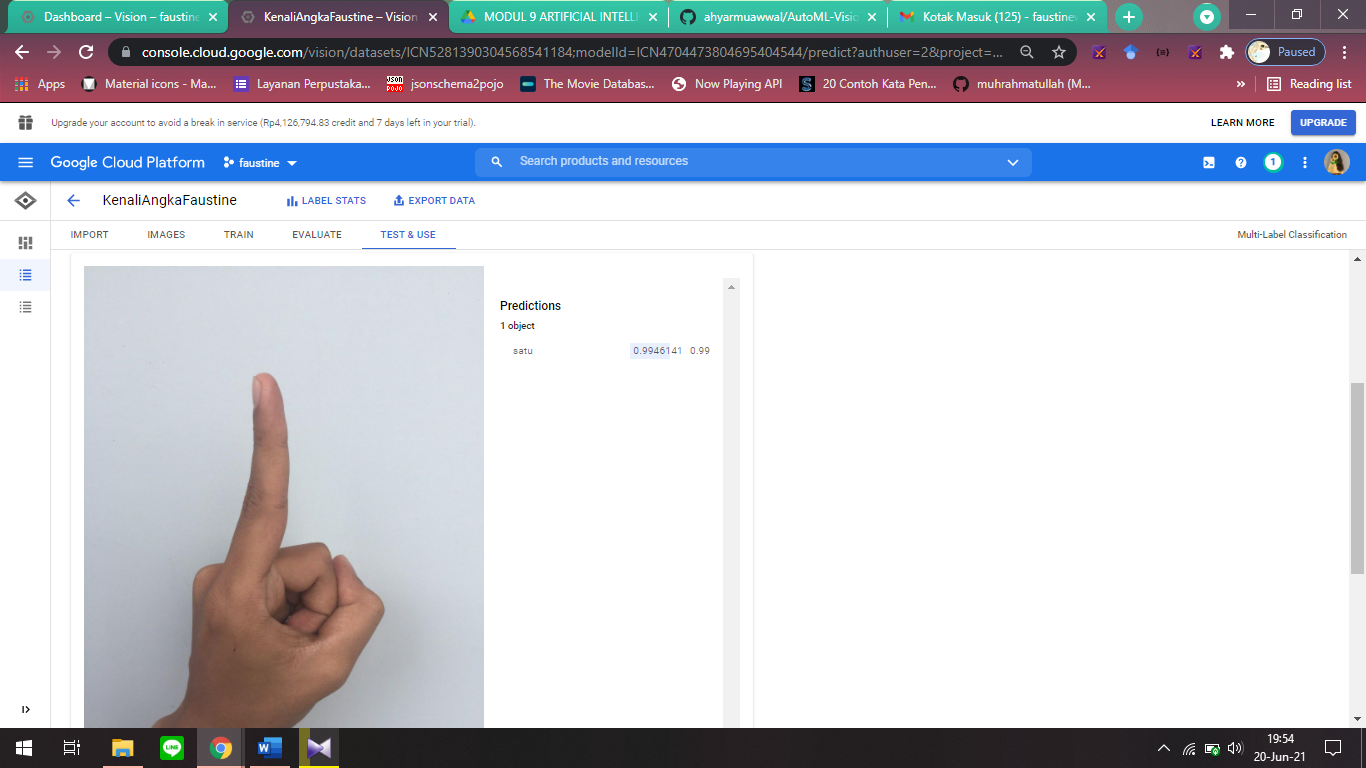 Dashboard – Vision – faustine
KenaliAngkaFaustine – Vision
MODUL 9 ARTIFICIAL INTELLI
ahyarmuawwal/AutoML-Visio
Kotak Masuk (125) - faustinev
console.cloud.google.com/vision/datasets/ICN5281390304568541184;modelId=ICN4704473804695404544/predict?authuser=2&project=...
Paused
Apps
Material icons - Ma...
Layanan Perpustaka...
JSON
POJO
jsonschema2pojo
The Movie Databas...
Now Playing API
20 Contoh Kata Pen...
muhrahmatullah (M...
»
Reading list
Upgrade your account to avoid a break in service (Rp4,126,794.83 credit and 7 days left in your trial).
LEARN MORE
UPGRADE
Google Cloud Platform
faustine
Search products and resources
1
KenaliAngkaFaustine
LABEL STATS
EXPORT DATA
IMPORT
IMAGES
TRAIN
EVALUATE
TEST & USE
Multi-Label Classification
Predictions
1 object
satu 0.9946141 0.99
LINE
19:54
20-Jun-21